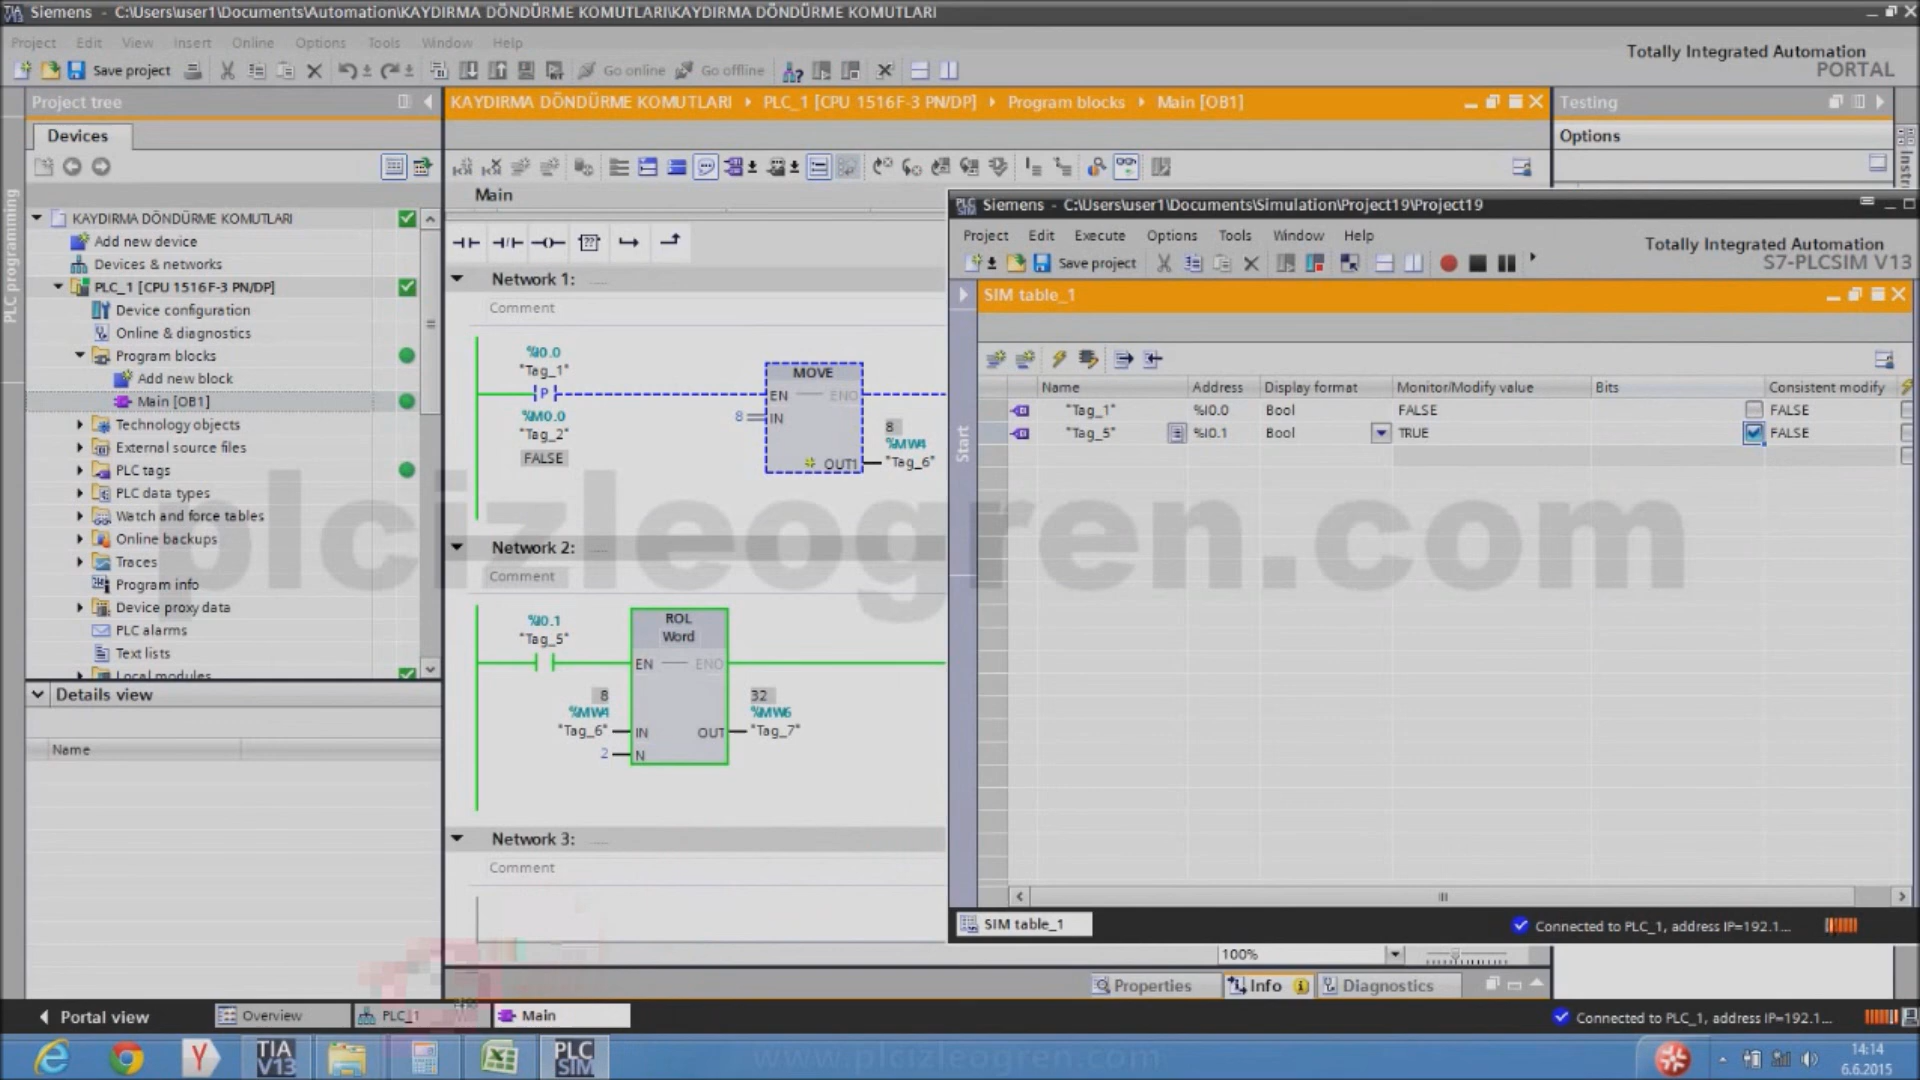 Siemens - C:\Users\user1\Documents\Automation\KAYDIRMA DÖNDÜRME KOMUTLARI\KAYDIRMA DÖNDÜRME KOMUTLARI
Project Edit View Insert Online Options Tools Window Help
Totally Integrated Automation
PORTAL
Save project
Go online
Go offline
Project tree
KAYDIRMA DÖNDÜRME KOMUTLARI
PLC_1 [CPU 1516F-3 PN/DP]
Program blocks
Main [OB1]
Testing
Devices
Options
PLC programming
Main
KAYDIRMA DÖNDÜRME KOMUTLARI
Add new device
Devices & networks
PLC_1 [CPU 1516F-3 PN/DP]
Device configuration
Online & diagnostics
Program blocks
Add new block
Main [OB1]
Technology objects
External source files
PLC tags
PLC data types
Watch and force tables
Online backups
Traces
Program info
Device proxy data
PLC alarms
Text lists
Local modules
Details view
Name
Network 1:
Comment
%I0.0
"Tag_1"
P
%M0.0
"Tag_2"
FALSE
MOVE
EN ENO
8 IN
OUT1
8
%MW4
"Tag_6"
Network 2:
Comment
%I0.1
"Tag_5"
ROL
Word
EN ENO
8
%MW4
"Tag_6" IN
2 N
OUT
32
%MW6
"Tag_7"
Network 3:
Comment
Siemens - C:\Users\user1\Documents\Simulation\Project19\Project19
Project Edit Execute Options Tools Window Help
Totally Integrated Automation
S7-PLCSIM V13
Save project
SIM table_1
Start
Name Address Display format Monitor/Modify value Bits Consistent modify
"Tag_1" %I0.0 Bool FALSE FALSE
"Tag_5" %I0.1 Bool TRUE FALSE
SIM table_1
Connected to PLC_1, address IP=192.1...
100%
Properties
Info
Diagnostics
Portal view
Overview
PLC_1
Main
Connected to PLC_1, address IP=192.1...
plcizleogren.com
TIA
V13
PLC
SIM
www.plcizleogren.com
14:14
6.6.2015